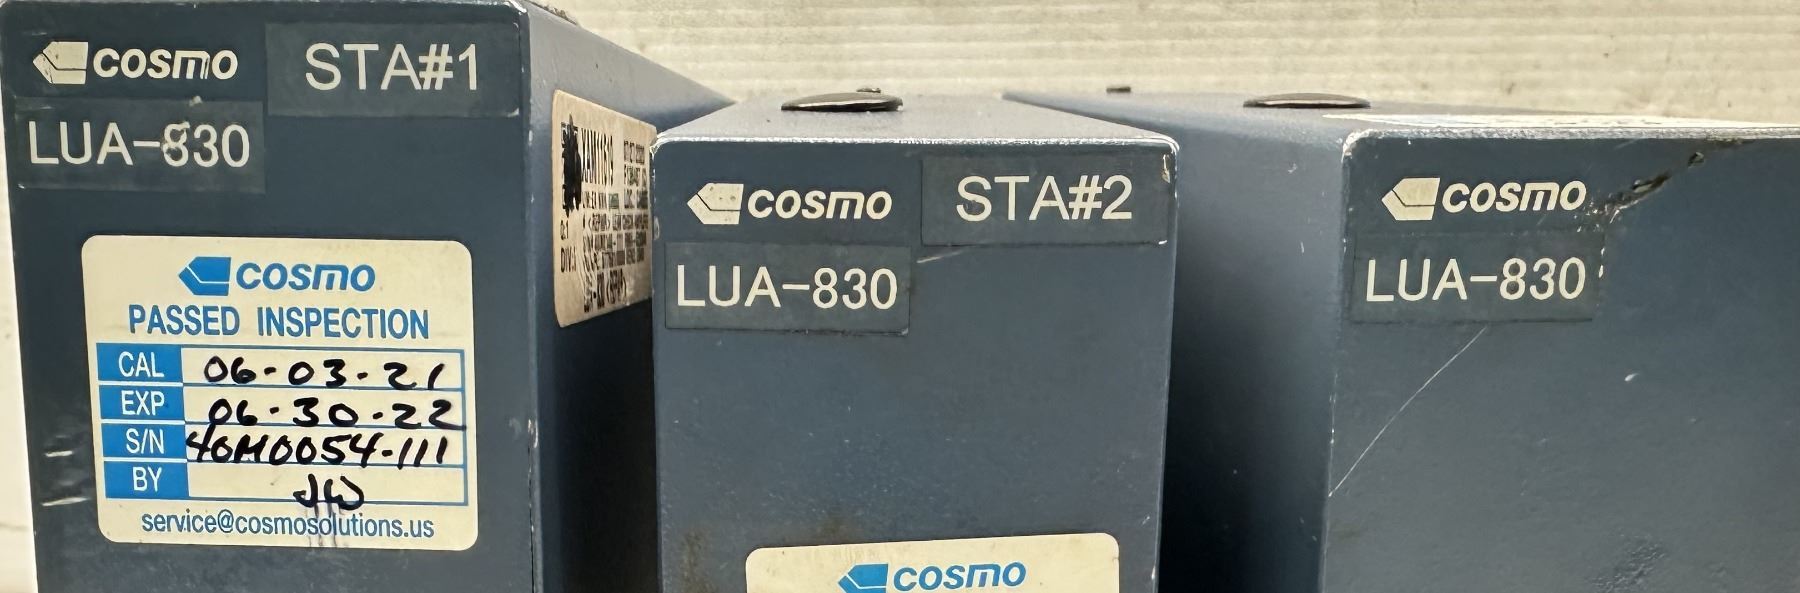 COSMO
STA#1
LUA-830
COSMO
PASSED INSPECTION
CAL 06-03-21
EXP 06-30-22
S/N 40M0054-111
BY JW
service@cosmosolutions.us
COSMO
STA#2
LUA-830
COSMO
COSMO
LUA-830